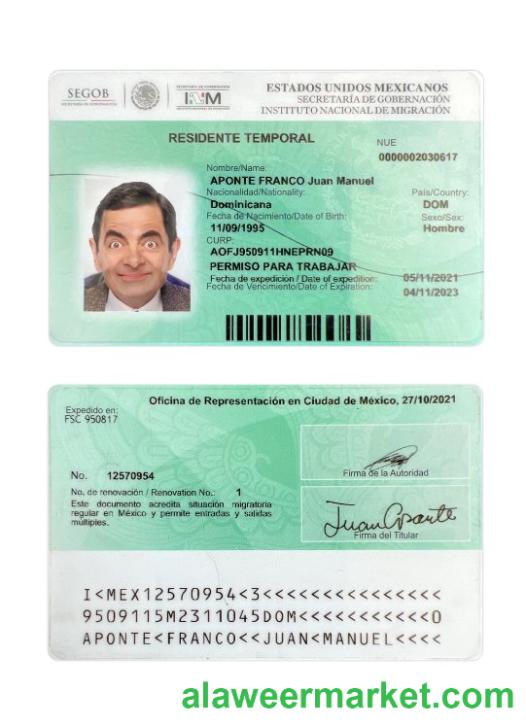 SEGOB
INM
ESTADOS UNIDOS MEXICANOS
SECRETARÍA DE GOBERNACIÓN
INSTITUTO NACIONAL DE MIGRACIÓN
RESIDENTE TEMPORAL
NUE
0000002030617
Nombre/Name:
APONTE FRANCO Juan Manuel
Nacionalidad/Nationality:
Dominicana
País/Country:
DOM
Fecha de Nacimiento/Date of Birth:
11/09/1995
Sexo/Sex:
Hombre
CURP:
AOFJ950911HNEPRN09
PERMISO PARA TRABAJAR
Fecha de expedición / Date of expedition: 05/11/2021
Fecha de Vencimiento/Date of Expiration: 04/11/2023
Oficina de Representación en Ciudad de México, 27/10/2021
Expedido en:
FSC 950817
No. 12570954
No. de renovación / Renovation No.: 1
Este documento acredita situación migratoria
regular en México y permite entradas y salidas
múltiples.
Firma de la Autoridad
Juan Aponte
Firma del Titular
I<MEX12570954<3<<<<<<<<<<<<<<<
9509115M2311045DOM<<<<<<<<<<<0
APONTE<FRANCO<<JUAN<MANUEL<<<<
alaweermarket.com